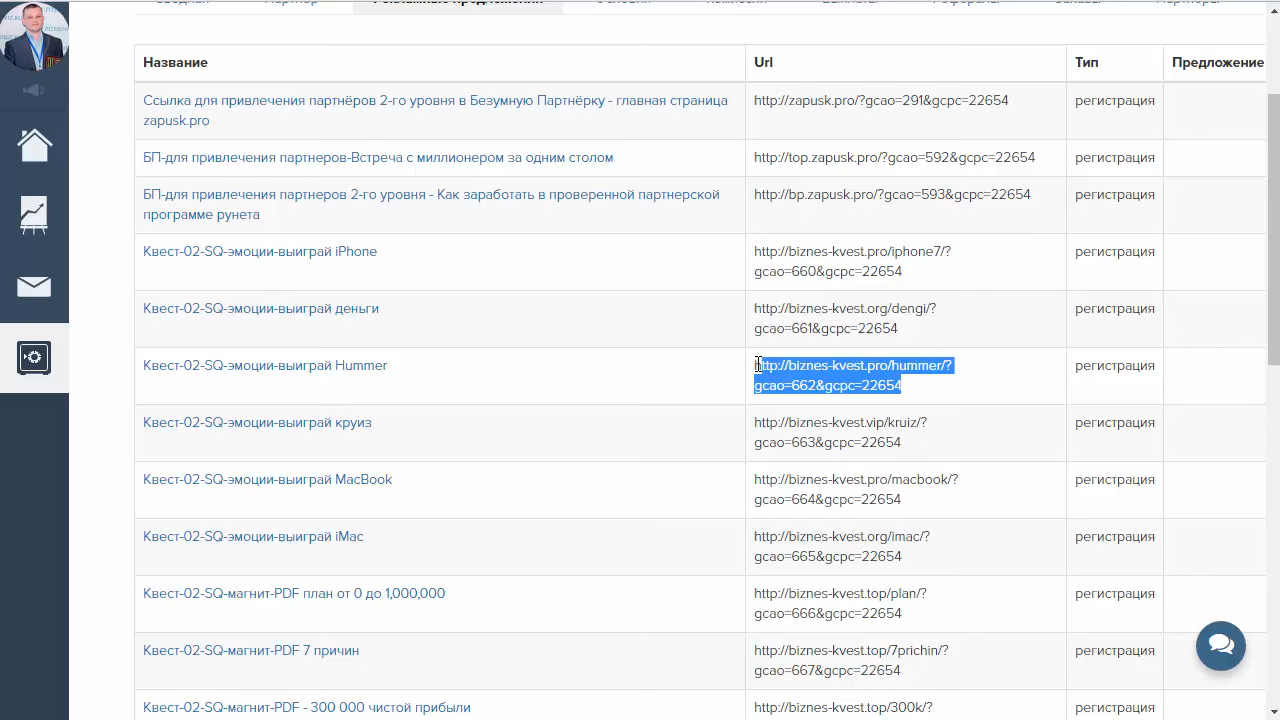 Рекламные предложения
Название Url Тип Предложение
Ссылка для привлечения партнёров 2-го уровня в Безумную Партнёрку - главная страница
zapusk.pro
http://zapusk.pro/?gcao=291&gcpc=22654
регистрация
БП-для привлечения партнеров-Встреча с миллионером за одним столом
http://top.zapusk.pro/?gcao=592&gcpc=22654
регистрация
БП-для привлечения партнеров 2-го уровня - Как заработать в проверенной партнерской
программе рунета
http://bp.zapusk.pro/?gcao=593&gcpc=22654
регистрация
Квест-02-SQ-эмоции-выиграй iPhone
http://biznes-kvest.pro/iphone7/?
gcao=660&gcpc=22654
регистрация
Квест-02-SQ-эмоции-выиграй деньги
http://biznes-kvest.org/dengi/?
gcao=661&gcpc=22654
регистрация
Квест-02-SQ-эмоции-выиграй Hummer
http://biznes-kvest.pro/hummer/?
gcao=662&gcpc=22654
регистрация
Квест-02-SQ-эмоции-выиграй круиз
http://biznes-kvest.vip/kruiz/?
gcao=663&gcpc=22654
регистрация
Квест-02-SQ-эмоции-выиграй MacBook
http://biznes-kvest.pro/macbook/?
gcao=664&gcpc=22654
регистрация
Квест-02-SQ-эмоции-выиграй iMac
http://biznes-kvest.org/imac/?
gcao=665&gcpc=22654
регистрация
Квест-02-SQ-магнит-PDF план от 0 до 1,000,000
http://biznes-kvest.top/plan/?
gcao=666&gcpc=22654
регистрация
Квест-02-SQ-магнит-PDF 7 причин
http://biznes-kvest.top/7prichin/?
gcao=667&gcpc=22654
регистрация
Квест-02-SQ-магнит-PDF - 300 000 чистой прибыли
http://biznes-kvest.top/300k/?
регистрация